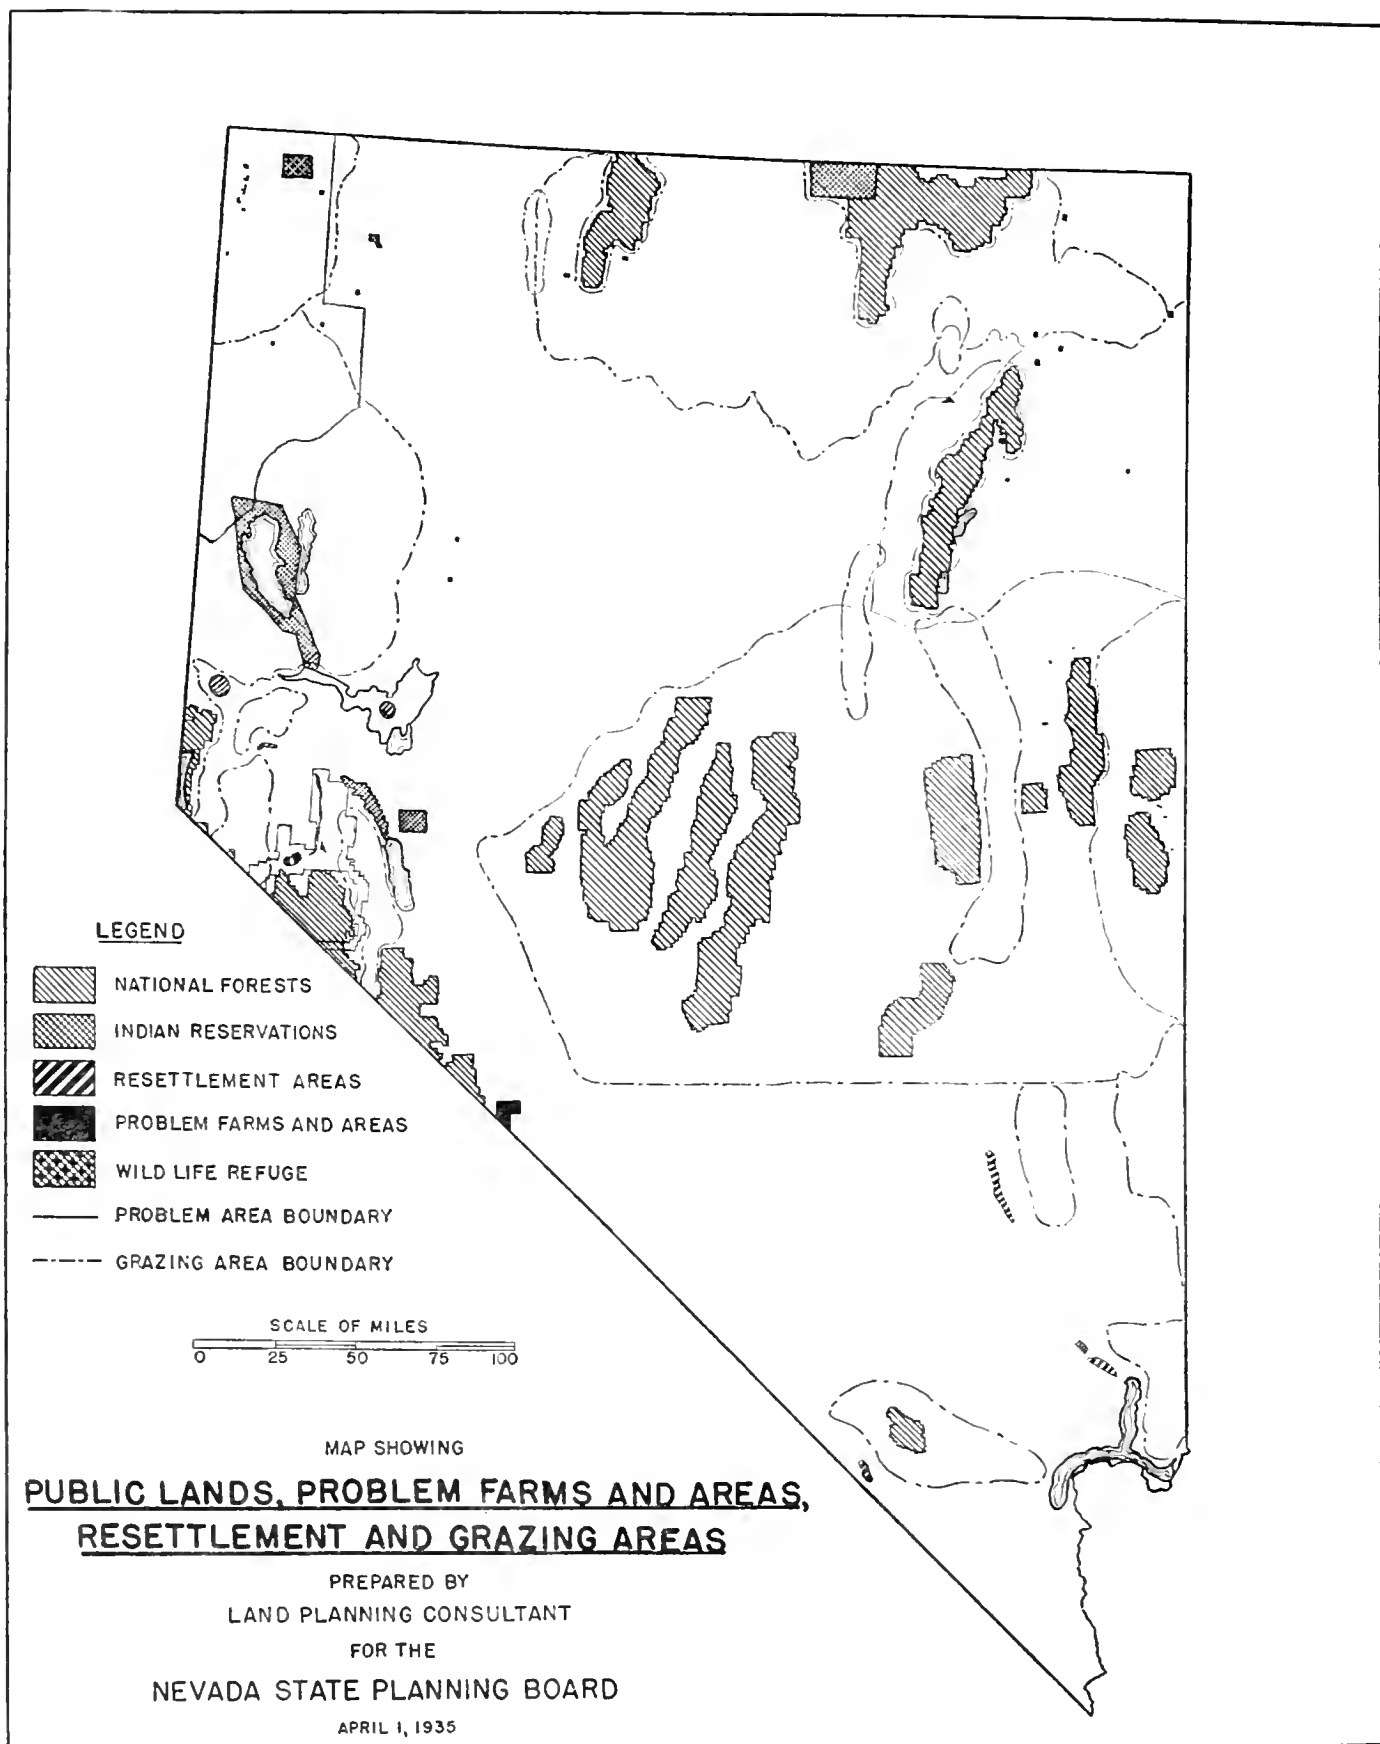 LEGEND
NATIONAL FORESTS
INDIAN RESERVATIONS
RESETTLEMENT AREAS
PROBLEM FARMS AND AREAS
WILD LIFE REFUGE
PROBLEM AREA BOUNDARY
GRAZING AREA BOUNDARY
SCALE OF MILES
0 25 50 75 100
MAP SHOWING
PUBLIC LANDS, PROBLEM FARMS AND AREAS,
RESETTLEMENT AND GRAZING AREAS
PREPARED BY
LAND PLANNING CONSULTANT
FOR THE
NEVADA STATE PLANNING BOARD
APRIL 1, 1935